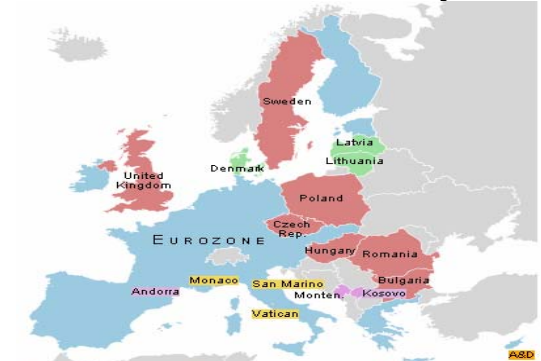 Sweden
Latvia
Lithuania
Denmark
United
Kingdom
Poland
Czech
Rep.
EUROZONE
Hungary
Romania
Monaco
San Marino
Bulgaria
Andorra
Monten.
Kosovo
Vatican
A&D